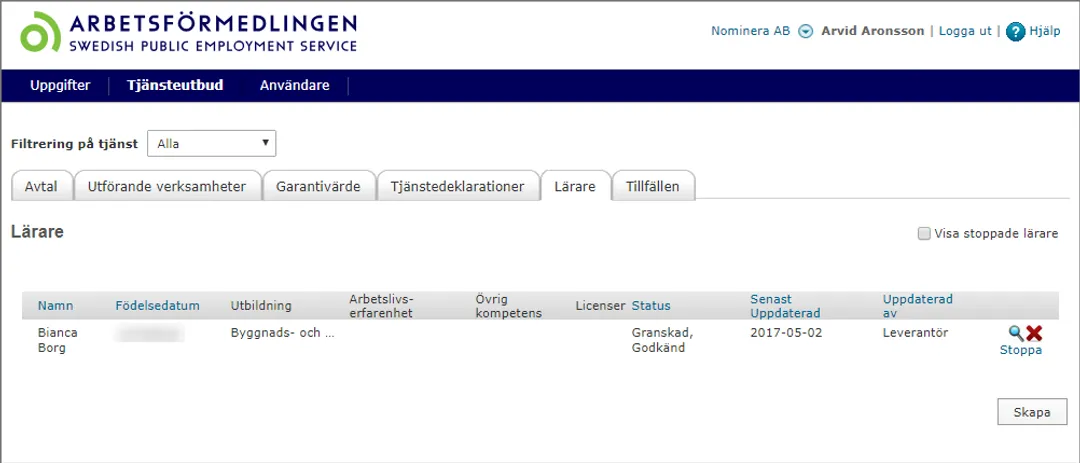 ARBETSFÖRMEDLINGEN
SWEDISH PUBLIC EMPLOYMENT SERVICE
Nominera AB Arvid Aronsson | Logga ut | ? Hjälp
Uppgifter Tjänsteutbud Användare
Filtrering på tjänst Alla
Avtal Utförande verksamheter Garantivärde Tjänstedeklarationer Lärare Tillfällen
Lärare
Visa stoppade lärare
Namn Födelsedatum Utbildning Arbetslivs-erfarenhet Övrig kompetens Licenser Status Senast Uppdaterad Uppdaterad av
Bianca Borg Byggnads- och ... Granskad, Godkänd 2017-05-02 Leverantör
Stoppa
Skapa